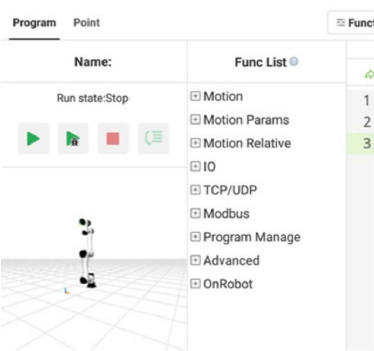 Program Point
Func
Name:
Func List
Run state:Stop
Motion
Motion Params
Motion Relative
IO
TCP/UDP
Modbus
Program Manage
Advanced
OnRobot
1
2
3